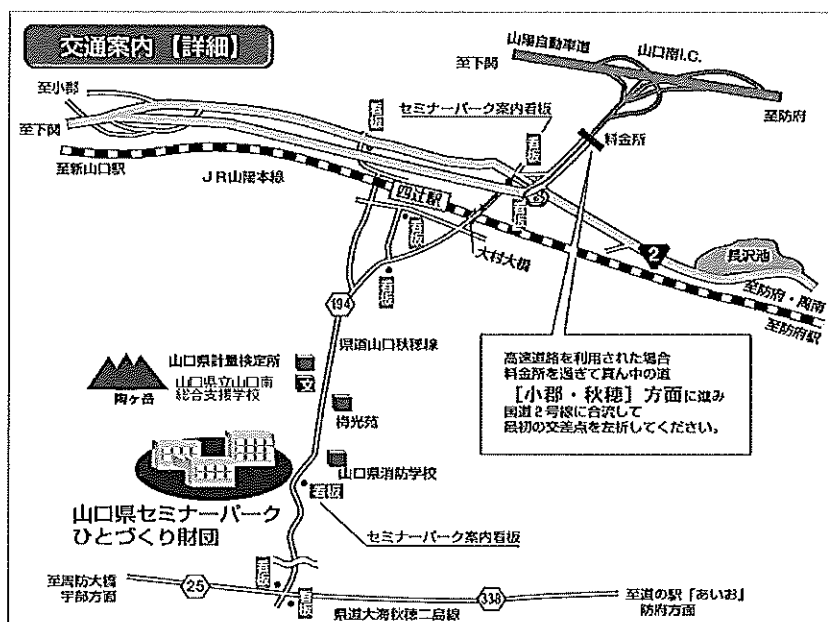 交通案内【詳細】
山陽自動車道
山口南I.C.
至下関
至防府
至小郡
至下関
セミナーパーク案内看板
看板
看板
料金所
至新山口駅
JR山陽本線
四辻駅
看板
看板
大村大橋
2
長沢池
至防府・周南
至防府駅
看板
194
県道山口秋穂線
高速道路を利用された場合
料金所を過ぎて真ん中の道
[小郡・秋穂]方面に進み
国道2号線に合流して
最初の交差点を左折してください。
山口県計量検定所
山口県立山口南
総合支援学校
文
陶ヶ岳
梅光苑
山口県消防学校
看板
山口県セミナーパーク
ひとづくり財団
セミナーパーク案内看板
看板
至周防大橋
宇部方面
25
看板
県道大海秋穂二島線
338
至道の駅「あいお」
防府方面